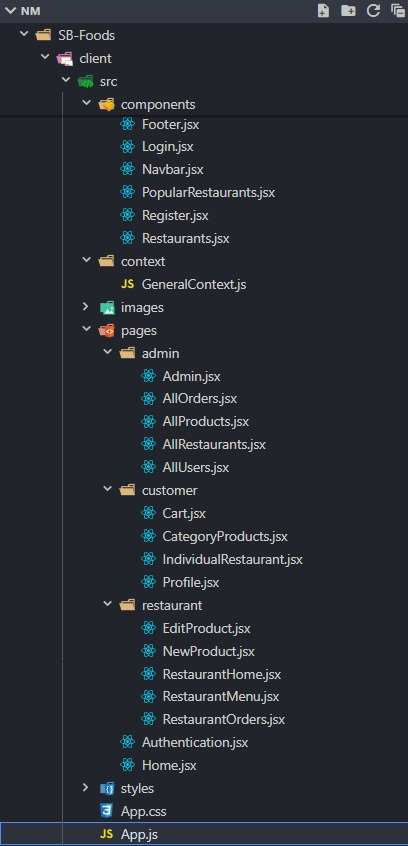 NM
SB-Foods
client
src
components
Footer.jsx
Login.jsx
Navbar.jsx
PopularRestaurants.jsx
Register.jsx
Restaurants.jsx
context
JS GeneralContext.js
images
pages
admin
Admin.jsx
AllOrders.jsx
AllProducts.jsx
AllRestaurants.jsx
AllUsers.jsx
customer
Cart.jsx
CategoryProducts.jsx
IndividualRestaurant.jsx
Profile.jsx
restaurant
EditProduct.jsx
NewProduct.jsx
RestaurantHome.jsx
RestaurantMenu.jsx
RestaurantOrders.jsx
Authentication.jsx
Home.jsx
styles
App.css
JS App.js